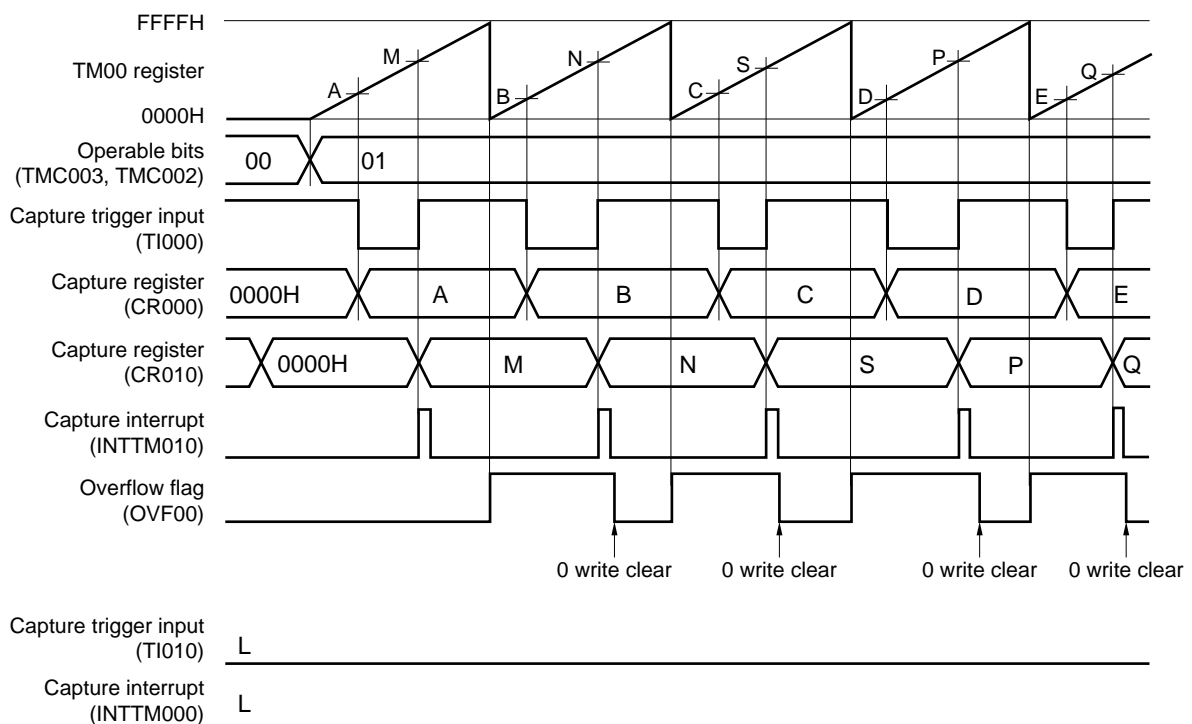 FFFFH
TM00 register
0000H
A M B N C S D P E Q
Operable bits
(TMC003, TMC002)
00 01
Capture trigger input
(TI000)
Capture register
(CR000)
0000H A B C D E
Capture register
(CR010)
0000H M N S P Q
Capture interrupt
(INTTM010)
Overflow flag
(OVF00)
0 write clear 0 write clear 0 write clear 0 write clear
Capture trigger input
(TI010)
L
Capture interrupt
(INTTM000)
L